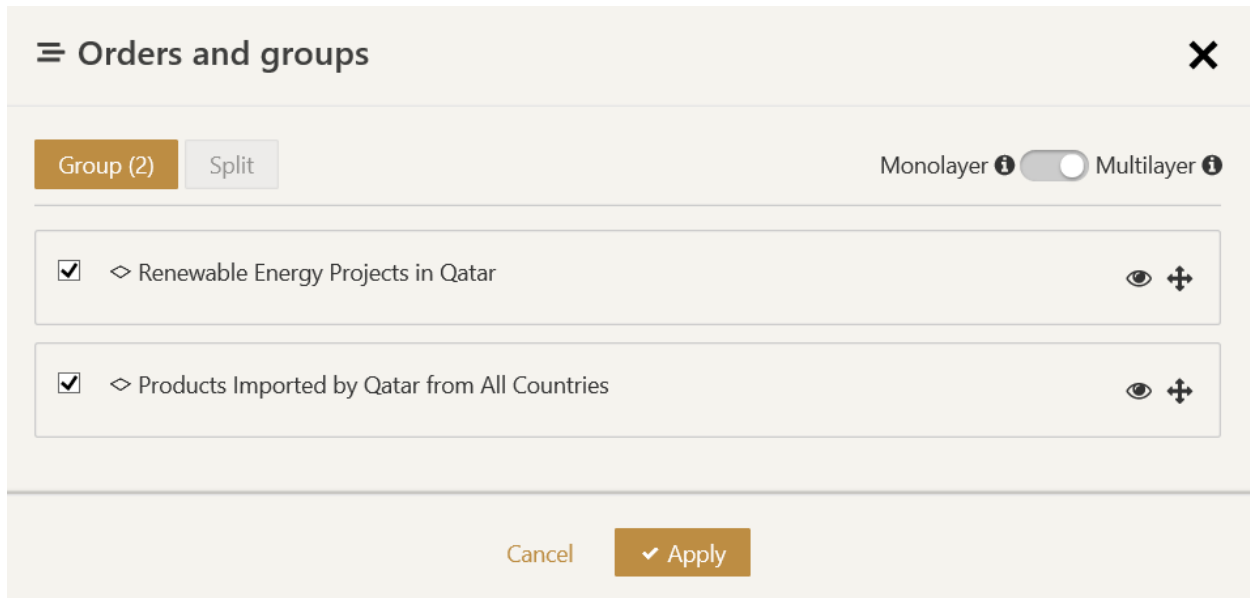 Orders and groups
Group (2) Split Monolayer Multilayer
Renewable Energy Projects in Qatar
Products Imported by Qatar from All Countries
Cancel Apply